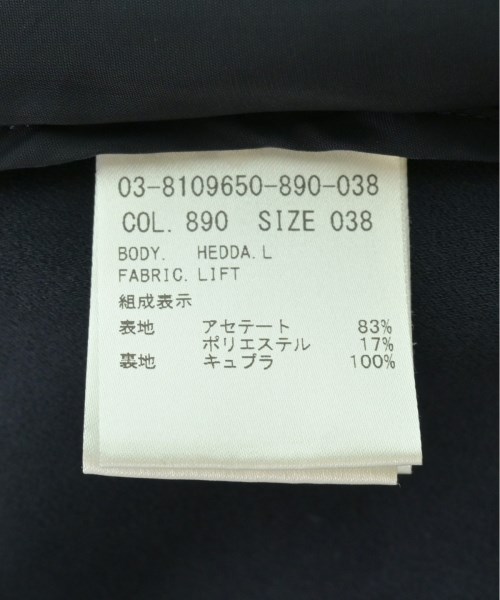 03-8109650-890-038
COL. 890 SIZE 038
BODY. HEDDA.L
FABRIC. LIFT
組成表示
表地 アセテート 83%
ポリエステル 17%
裏地 キュプラ 100%